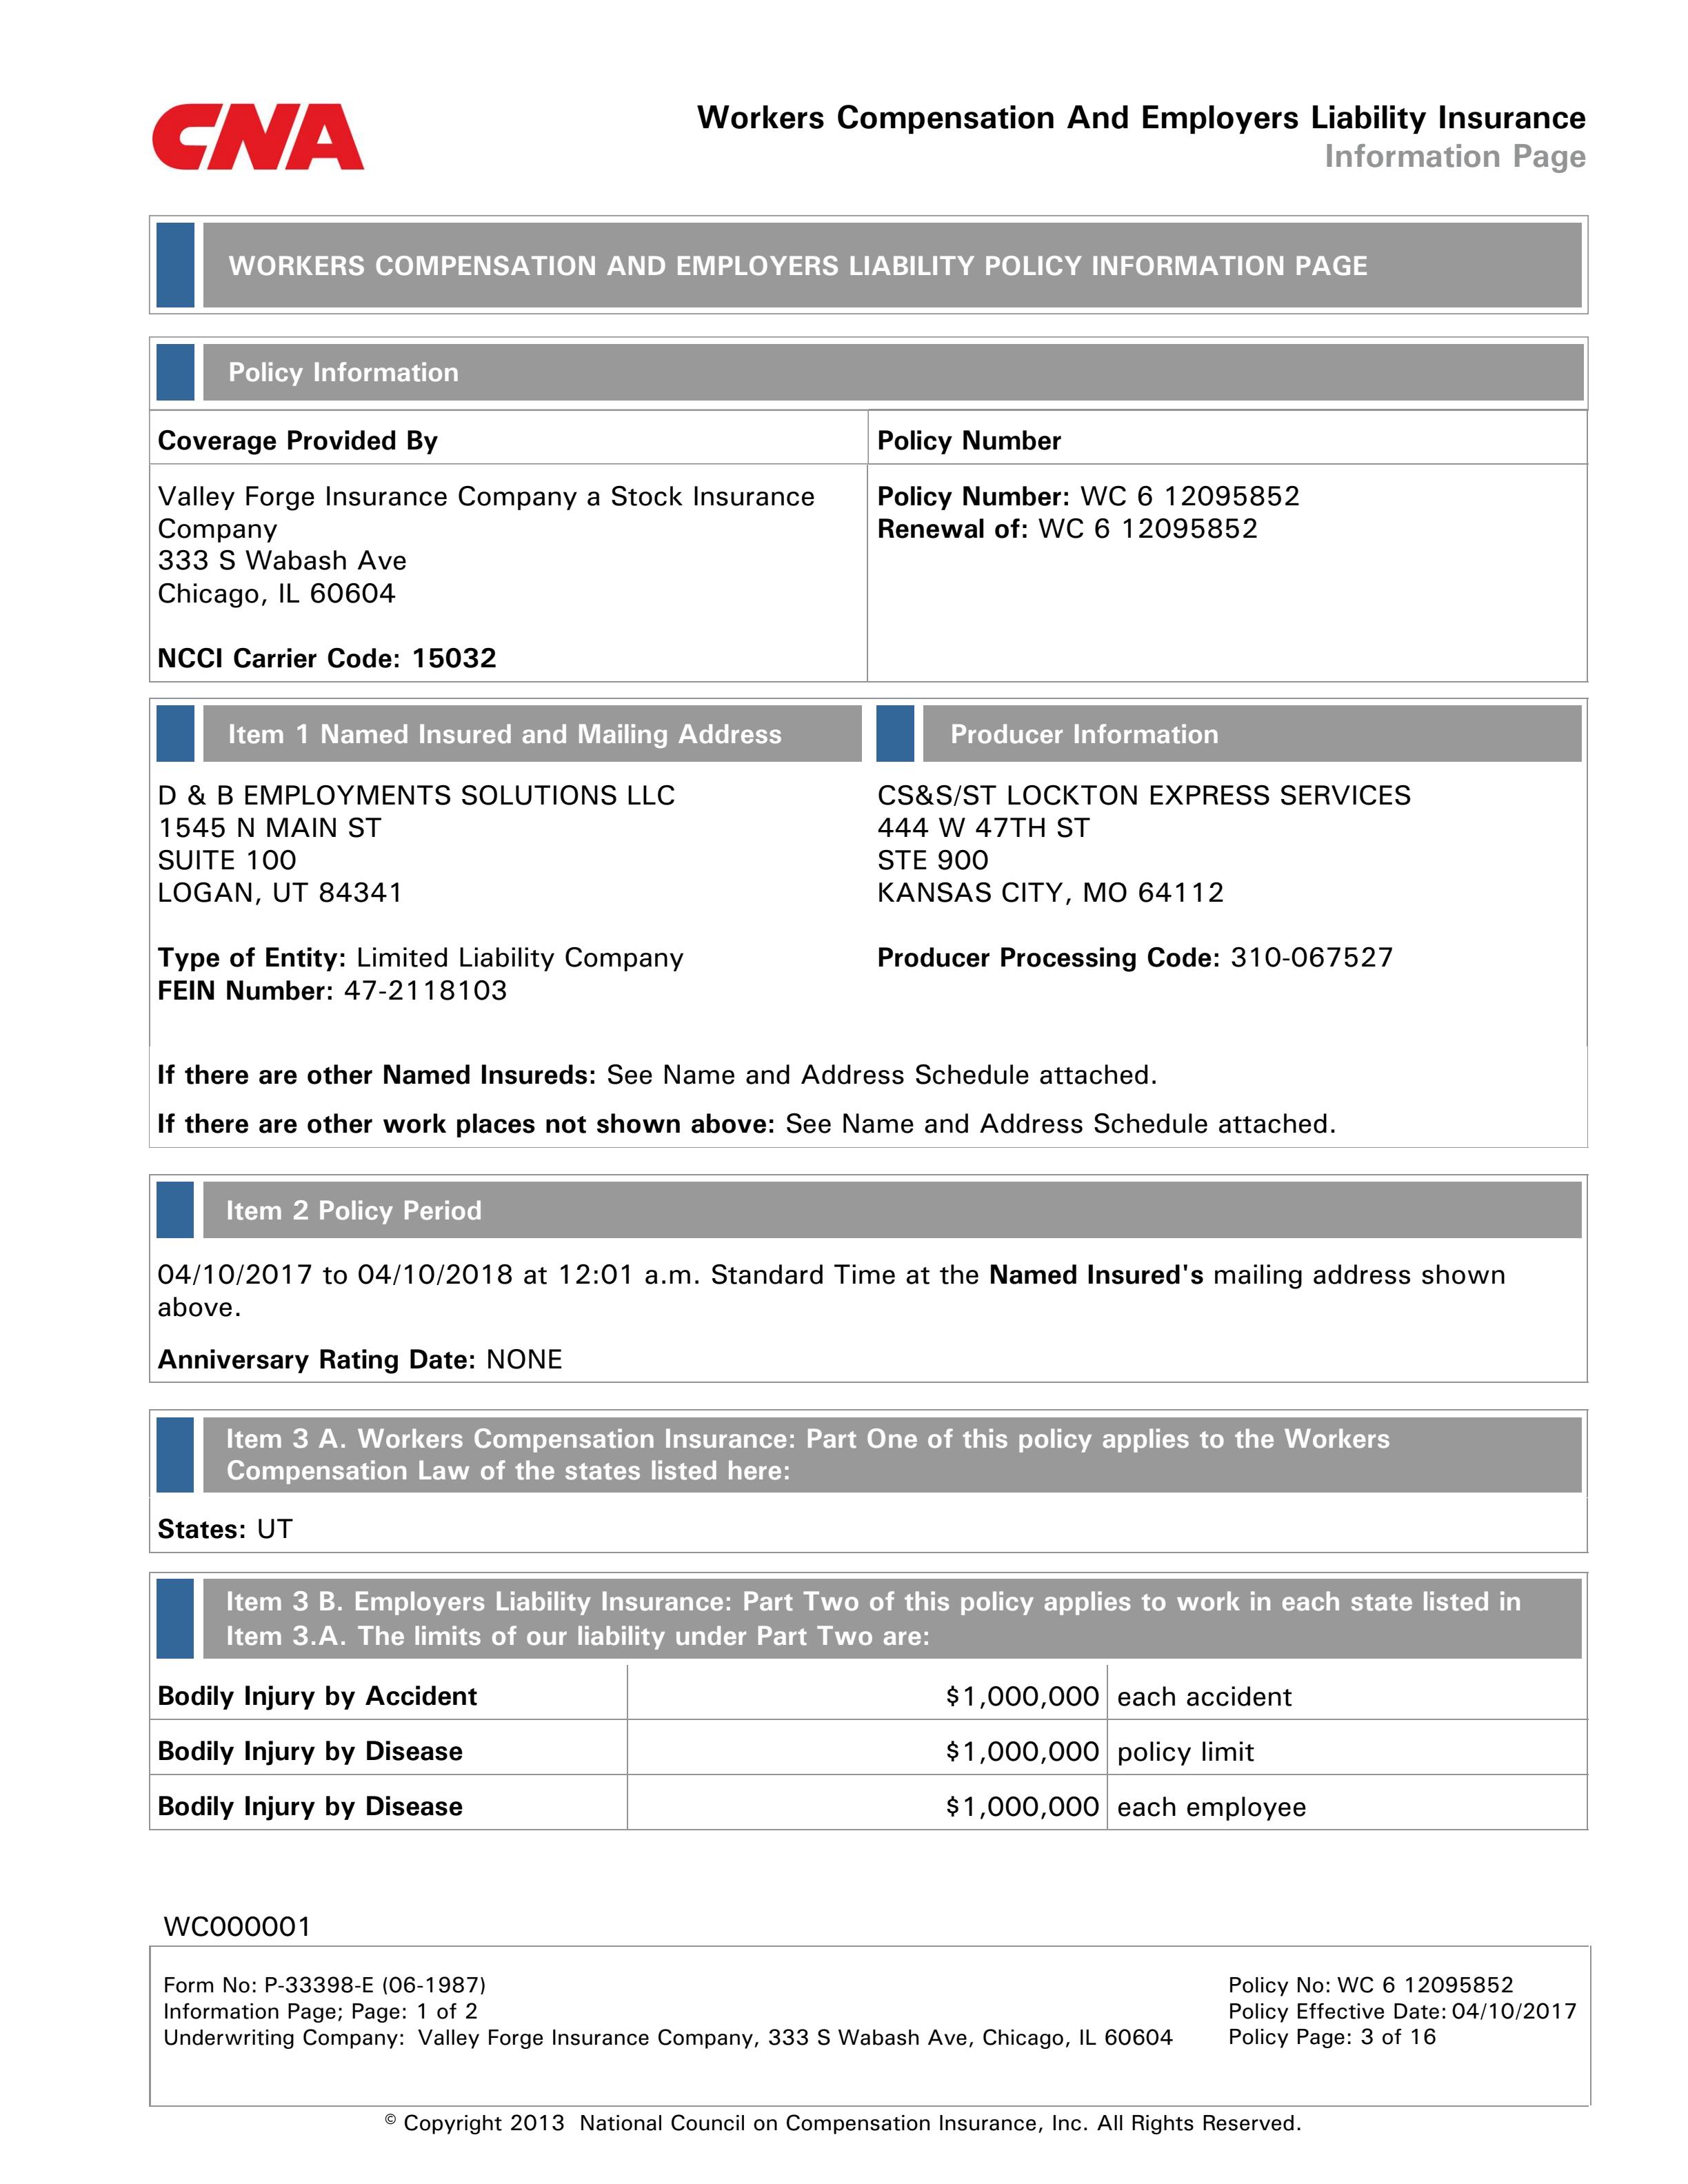 CNA
Workers Compensation And Employers Liability Insurance
Information Page
WORKERS COMPENSATION AND EMPLOYERS LIABILITY POLICY INFORMATION PAGE
Policy Information
Coverage Provided By
Policy Number
Valley Forge Insurance Company a Stock Insurance
Company
333 S Wabash Ave
Chicago, IL 60604
NCCI Carrier Code: 15032
Policy Number: WC 6 12095852
Renewal of: WC 6 12095852
Item 1 Named Insured and Mailing Address
D & B EMPLOYMENTS SOLUTIONS LLC
1545 N MAIN ST
SUITE 100
LOGAN, UT 84341
Type of Entity: Limited Liability Company
FEIN Number: 47-2118103
Producer Information
CS&S/ST LOCKTON EXPRESS SERVICES
444 W 47TH ST
STE 900
KANSAS CITY, MO 64112
Producer Processing Code: 310-067527
If there are other Named Insureds: See Name and Address Schedule attached.
If there are other work places not shown above: See Name and Address Schedule attached.
Item 2 Policy Period
04/10/2017 to 04/10/2018 at 12:01 a.m. Standard Time at the Named Insured's mailing address shown
above.
Anniversary Rating Date: NONE
Item 3 A. Workers Compensation Insurance: Part One of this policy applies to the Workers
Compensation Law of the states listed here:
States: UT
Item 3 B. Employers Liability Insurance: Part Two of this policy applies to work in each state listed in
Item 3.A. The limits of our liability under Part Two are:
Bodily Injury by Accident $1,000,000 each accident
Bodily Injury by Disease $1,000,000 policy limit
Bodily Injury by Disease $1,000,000 each employee
WC000001
Form No: P-33398-E (06-1987)
Information Page; Page: 1 of 2
Underwriting Company: Valley Forge Insurance Company, 333 S Wabash Ave, Chicago, IL 60604
Policy No: WC 6 12095852
Policy Effective Date: 04/10/2017
Policy Page: 3 of 16
© Copyright 2013 National Council on Compensation Insurance, Inc. All Rights Reserved.